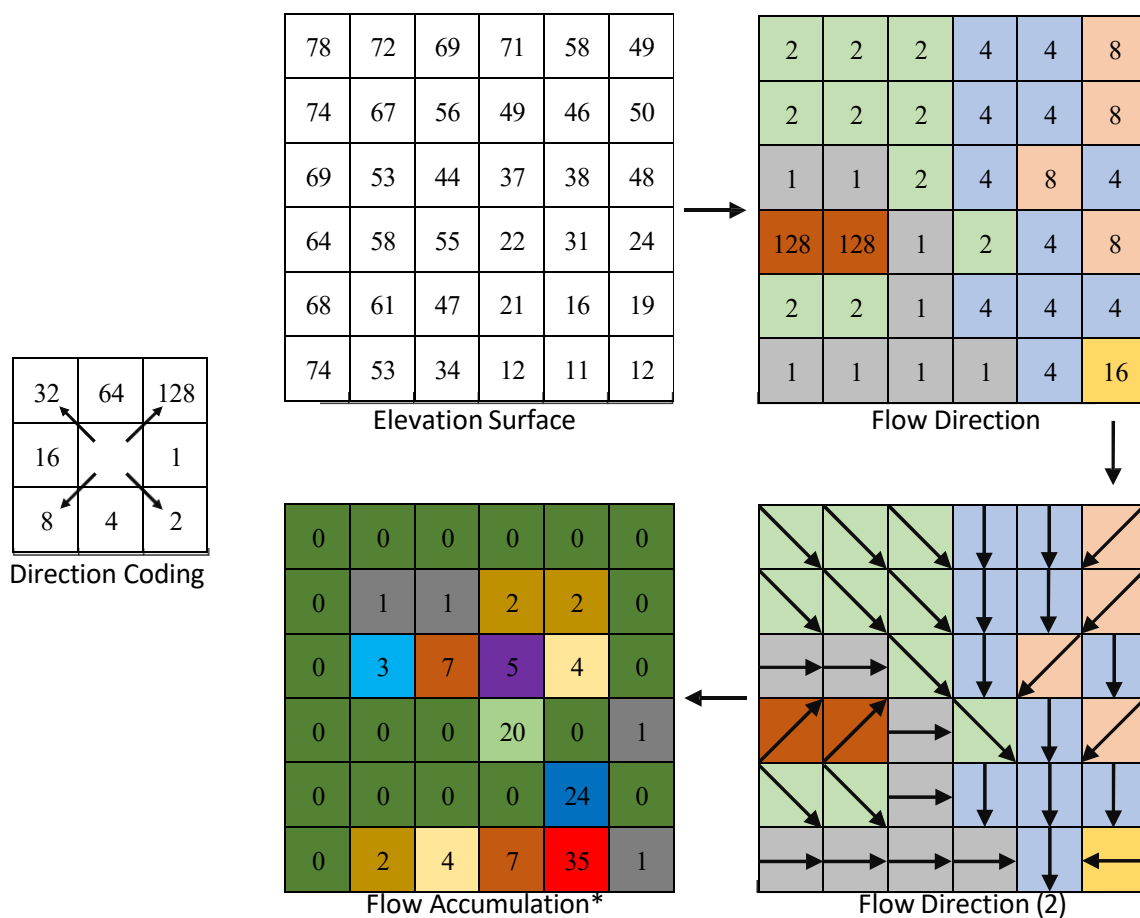 78 72 69 71 58 49
74 67 56 49 46 50
69 53 44 37 38 48
64 58 55 22 31 24
68 61 47 21 16 19
74 53 34 12 11 12
Elevation Surface
2 2 2 4 4 8
2 2 2 4 4 8
1 1 2 4 8 4
128 128 1 2 4 8
2 2 1 4 4 4
1 1 1 1 4 16
Flow Direction
32 64 128
16 1
8 4 2
Direction Coding
0 0 0 0 0 0
0 1 1 2 2 0
0 3 7 5 4 0
0 0 0 20 0 1
0 0 0 0 24 0
0 2 4 7 35 1
Flow Accumulation*
Flow Direction (2)